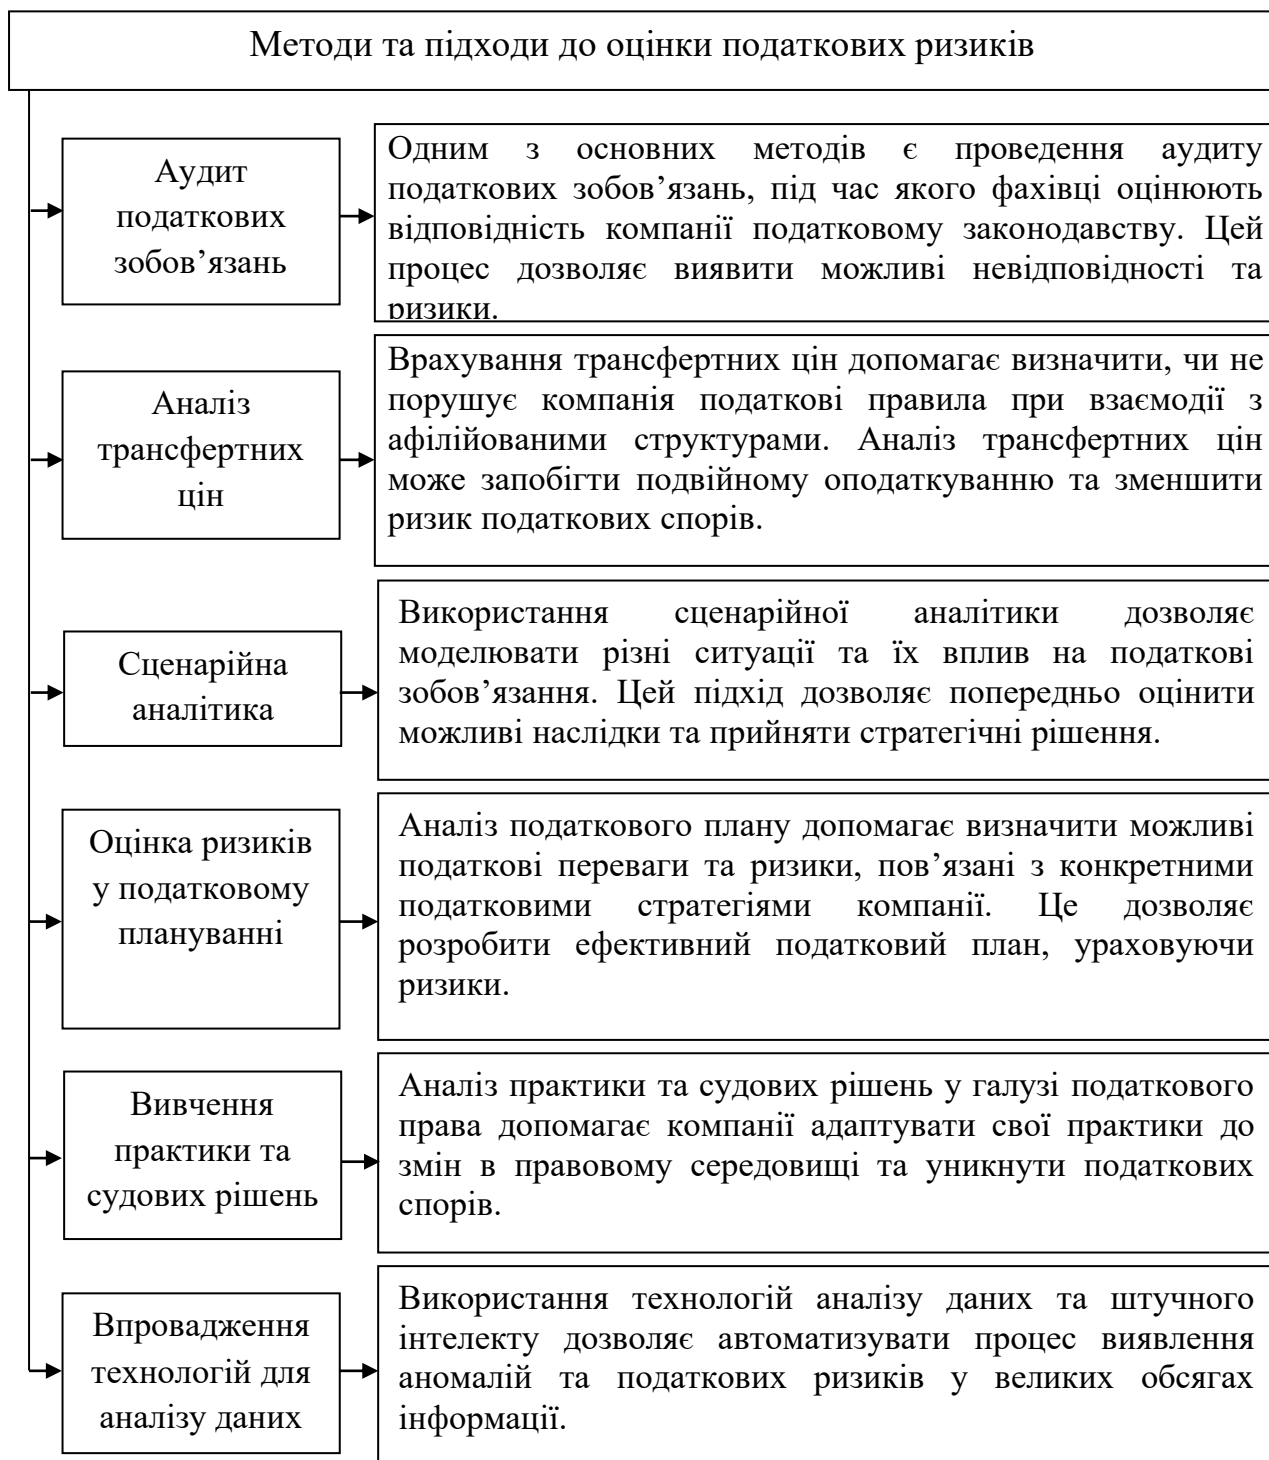 Методи та підходи до оцінки податкових ризиків
Аудит
податкових
зобов’язань
Одним з основних методів є проведення аудиту
податкових зобов’язань, під час якого фахівці оцінюють
відповідність компанії податковому законодавству. Цей
процес дозволяє виявити можливі невідповідності та
ризики.
Аналіз
трансфертних
цін
Врахування трансфертних цін допомагає визначити, чи не
порушує компанія податкові правила при взаємодії з
афілійованими структурами. Аналіз трансфертних цін
може запобігти подвійному оподаткуванню та зменшити
ризик податкових спорів.
Сценарійна
аналітика
Використання сценарійної аналітики дозволяє
моделювати різні ситуації та їх вплив на податкові
зобов’язання. Цей підхід дозволяє попередньо оцінити
можливі наслідки та прийняти стратегічні рішення.
Оцінка ризиків
у податковому
плануванні
Аналіз податкового плану допомагає визначити можливі
податкові переваги та ризики, пов’язані з конкретними
податковими стратегіями компанії. Це дозволяє
розробити ефективний податковий план, ураховуючи
ризики.
Вивчення
практики та
судових рішень
Аналіз практики та судових рішень у галузі податкового
права допомагає компанії адаптувати свої практики до
змін в правовому середовищі та уникнути податкових
спорів.
Впровадження
технологій для
аналізу даних
Використання технологій аналізу даних та штучного
інтелекту дозволяє автоматизувати процес виявлення
аномалій та податкових ризиків у великих обсягах
інформації.